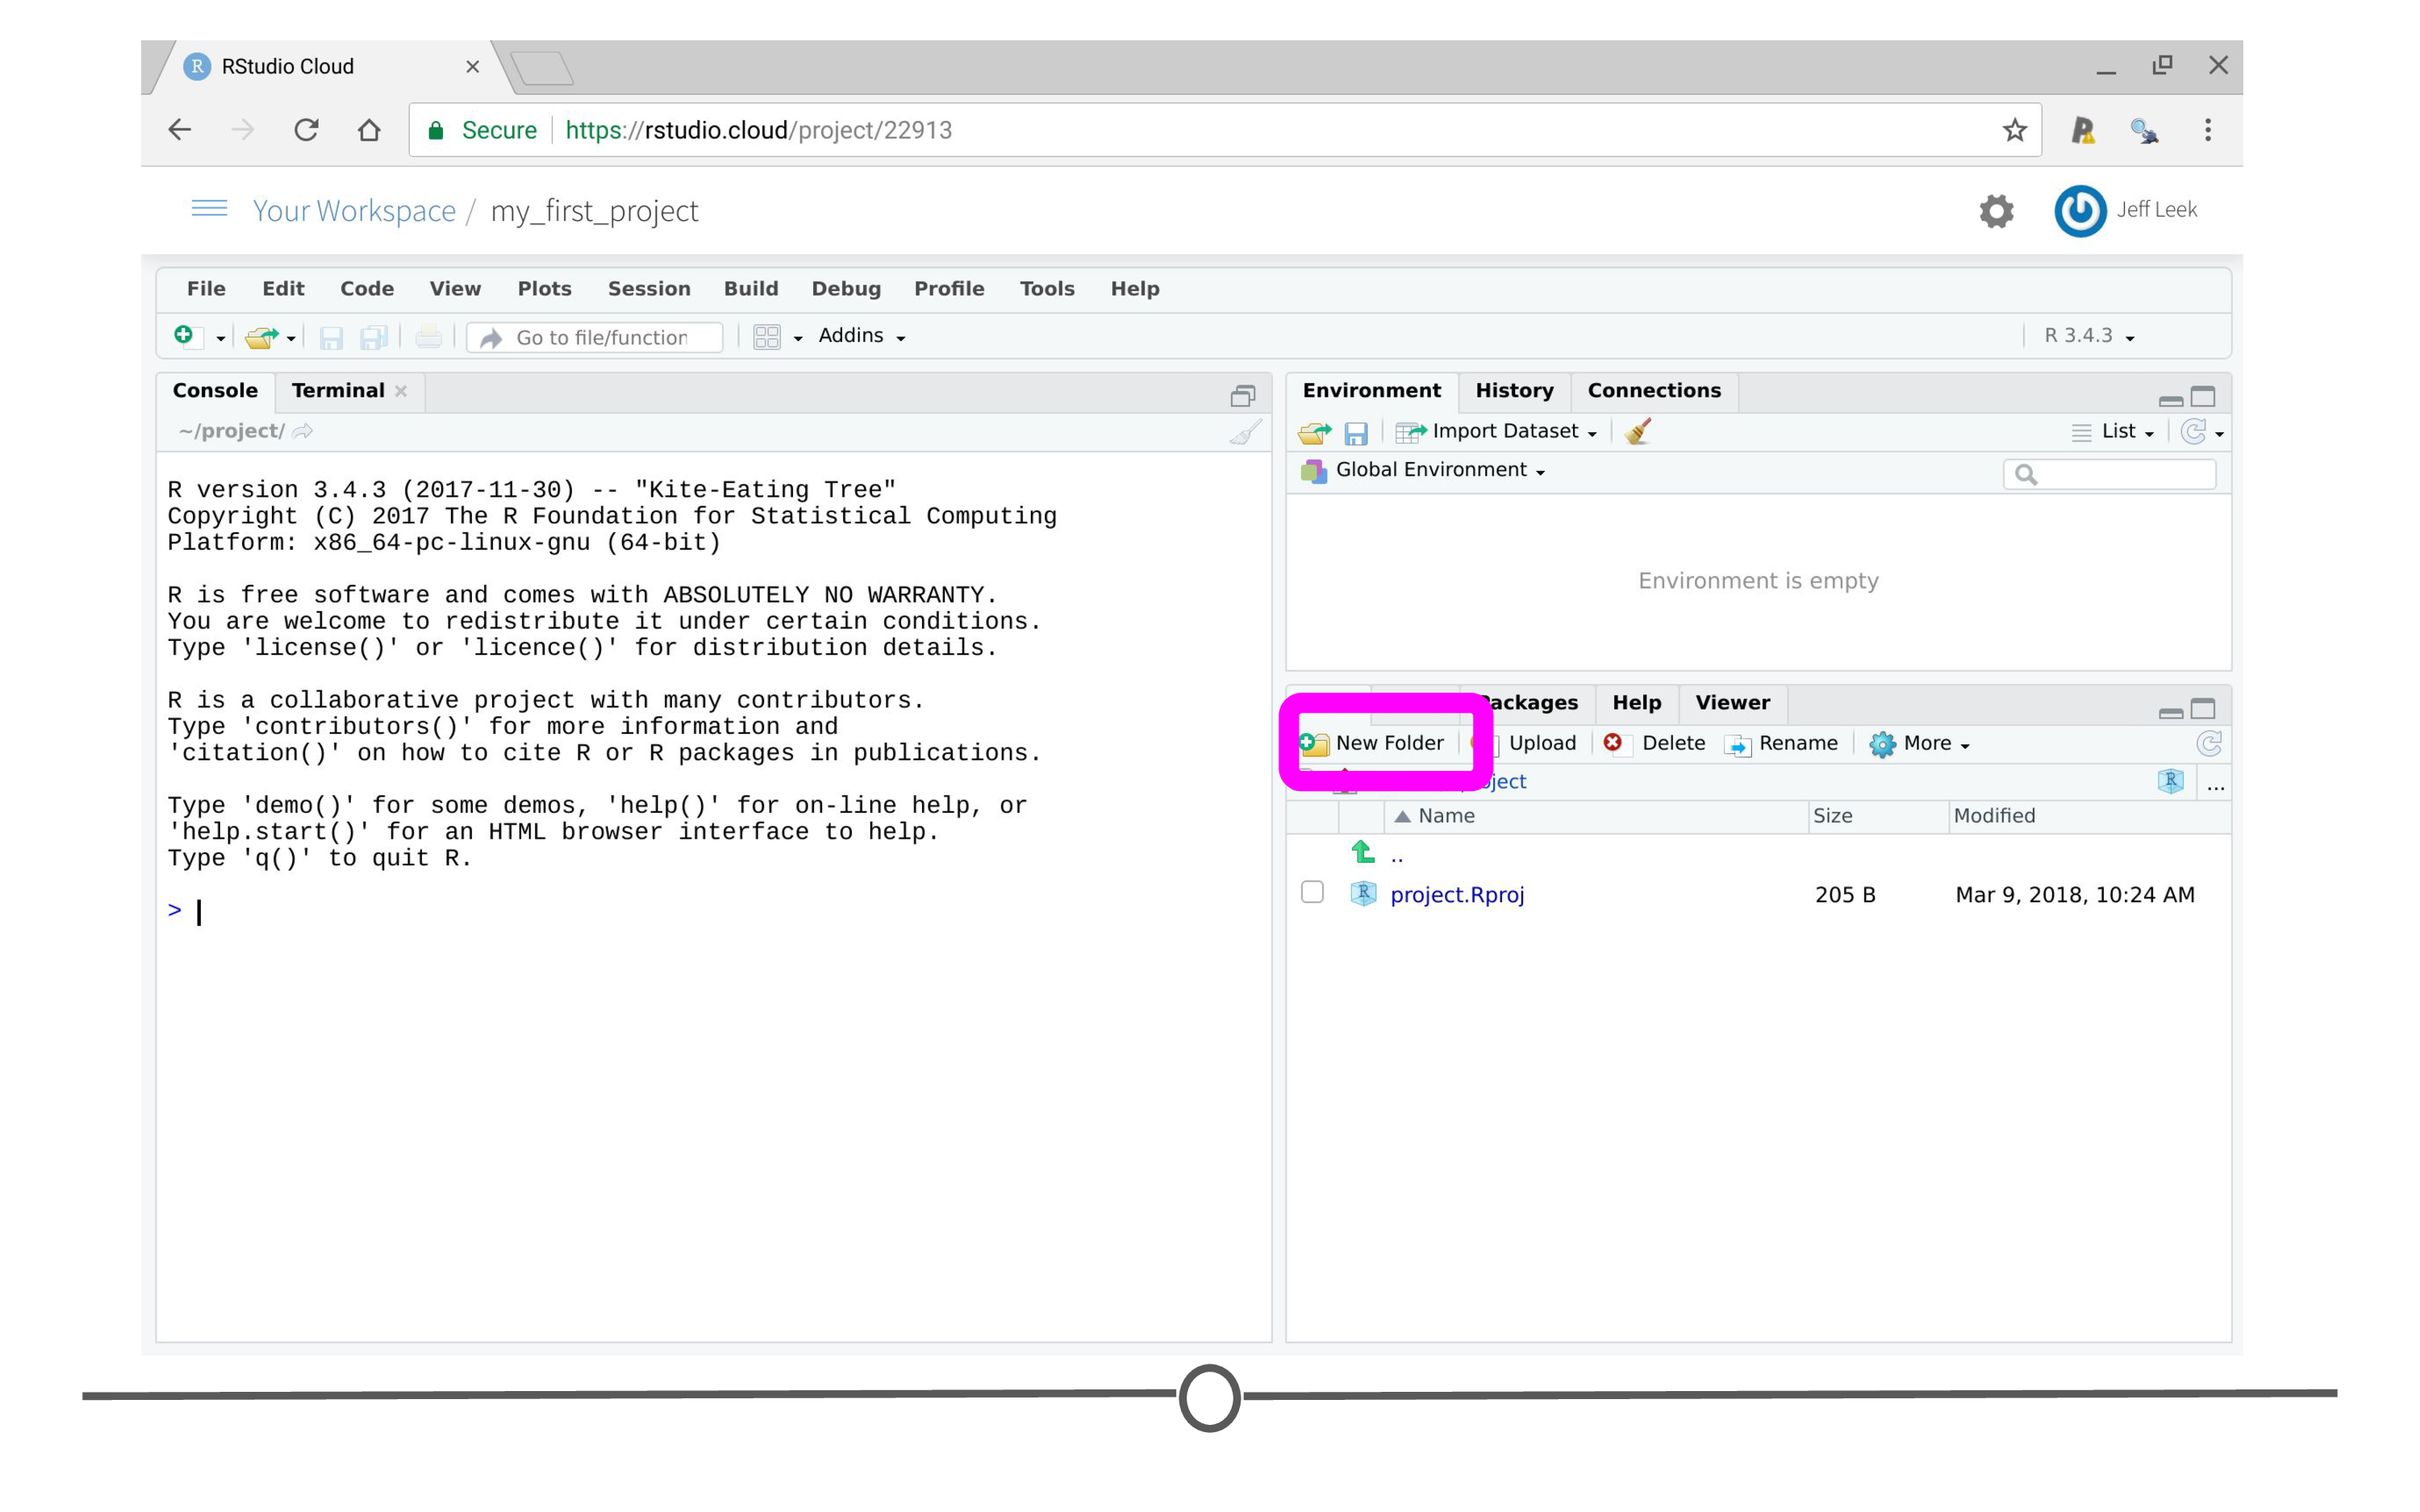 RStudio Cloud
Secure https://rstudio.cloud/project/22913
Your Workspace / my_first_project
Jeff Leek
File Edit Code View Plots Session Build Debug Profile Tools Help
Go to file/function Addins R 3.4.3
Console Terminal
~/project/
R version 3.4.3 (2017-11-30) -- "Kite-Eating Tree"
Copyright (C) 2017 The R Foundation for Statistical Computing
Platform: x86_64-pc-linux-gnu (64-bit)
R is free software and comes with ABSOLUTELY NO WARRANTY.
You are welcome to redistribute it under certain conditions.
Type 'license()' or 'licence()' for distribution details.
R is a collaborative project with many contributors.
Type 'contributors()' for more information and
'citation()' on how to cite R or R packages in publications.
Type 'demo()' for some demos, 'help()' for on-line help, or
'help.start()' for an HTML browser interface to help.
Type 'q()' to quit R.
>
Environment History Connections
Import Dataset List
Global Environment
Environment is empty
Packages Help Viewer
New Folder Upload Delete Rename More
...
Name Size Modified
..
project.Rproj 205 B Mar 9, 2018, 10:24 AM